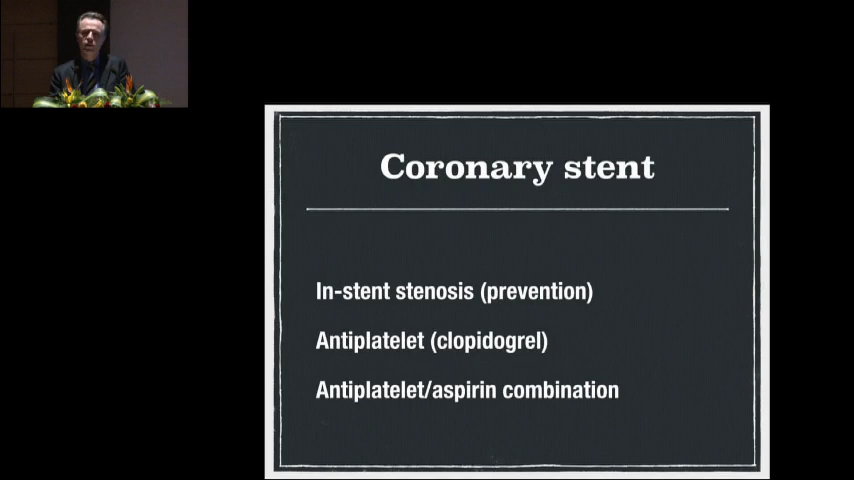 Coronary stent
In-stent stenosis (prevention)
Antiplatelet (clopidogrel)
Antiplatelet/aspirin combination